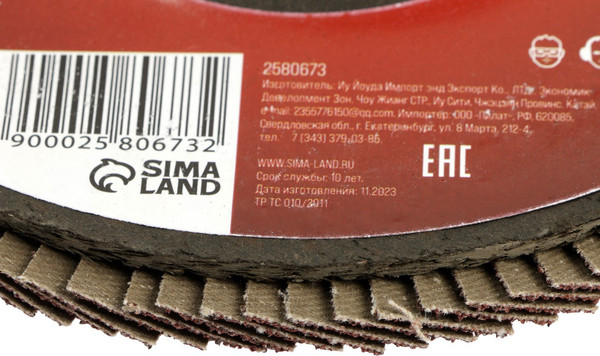 900025 806732
SIMA
LAND
2580673
Изготовитель: Иу Йоуда Импорт энд Экспорт Ко., ЛТД, Экономик
Девелопмент Зон, Чоу Жианг СТР., Иу Сити, Чжэцзян Провинс, Китай,
e-mail: 2355776150@qq.com. Импортёр: ООО «Полат», РФ, 620085,
Свердловская обл., г. Екатеринбург, ул. 8 Марта, 212-4,
тел. 7 (343) 379-03-85.
WWW.SIMA-LAND.RU
Срок службы: 10 лет.
Дата изготовления: 11.2023
ТР ТС 010/2011
EAC